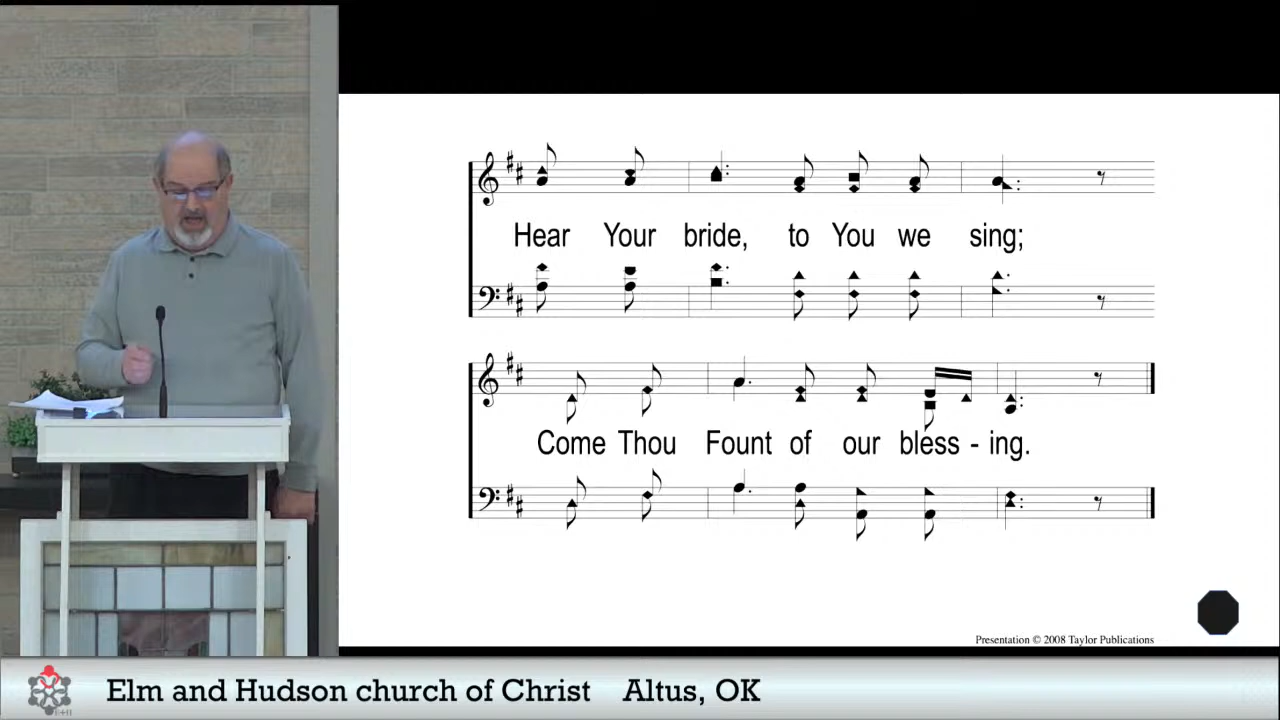 Hear Your bride, to You we sing;
Come Thou Fount of our bless - ing.
Presentation © 2008 Taylor Publications
Elm and Hudson church of Christ Altus, OK